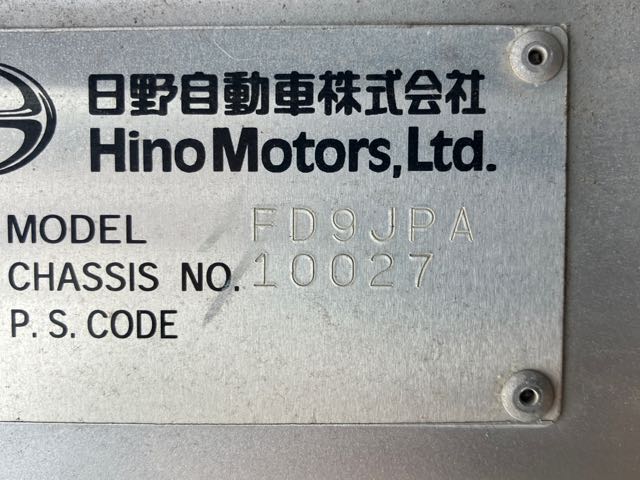 日野自動車株式会社
Hino Motors, Ltd.
MODEL FD9JPA
CHASSIS NO. 10027
P. S. CODE